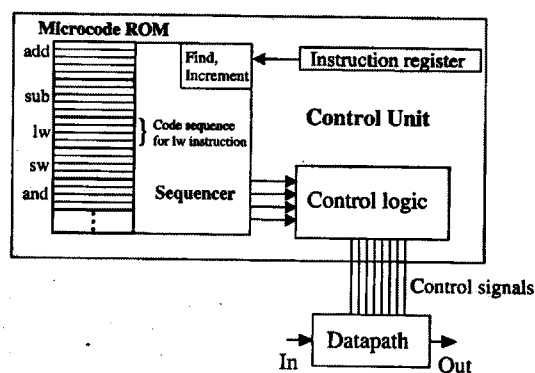 Microcode ROM
add
sub
lw
sw
and
Find,
Increment
Instruction register
Code sequence
for lw instruction
Control Unit
Sequencer
Control logic
Control signals
Datapath
In
Out